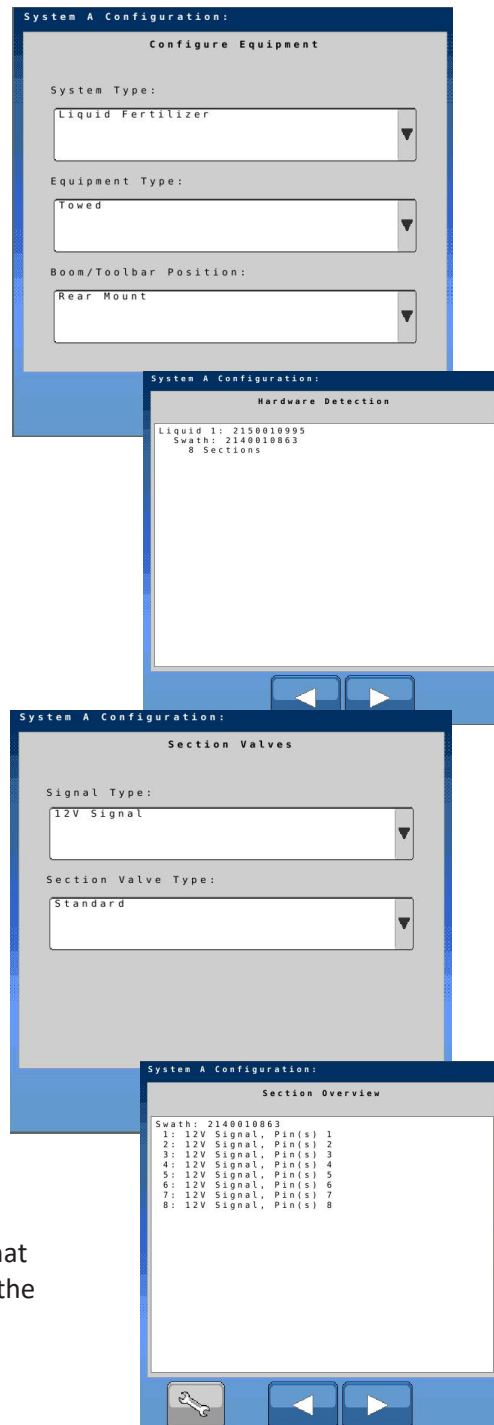 System A Configuration:
Configure Equipment
System Type:
Liquid Fertilizer
Equipment Type:
Towed
Boom/Toolbar Position:
Rear Mount
System A Configuration:
Hardware Detection
Liquid 1: 2150010995
Swath: 2140010863
8 Sections
System A Configuration:
Section Valves
Signal Type:
12V Signal
Section Valve Type:
Standard
System A Configuration:
Section Overview
Swath: 2140010863
1: 12V Signal, Pin(s) 1
2: 12V Signal, Pin(s) 2
3: 12V Signal, Pin(s) 3
4: 12V Signal, Pin(s) 4
5: 12V Signal, Pin(s) 5
6: 12V Signal, Pin(s) 6
7: 12V Signal, Pin(s) 7
8: 12V Signal, Pin(s) 8
the